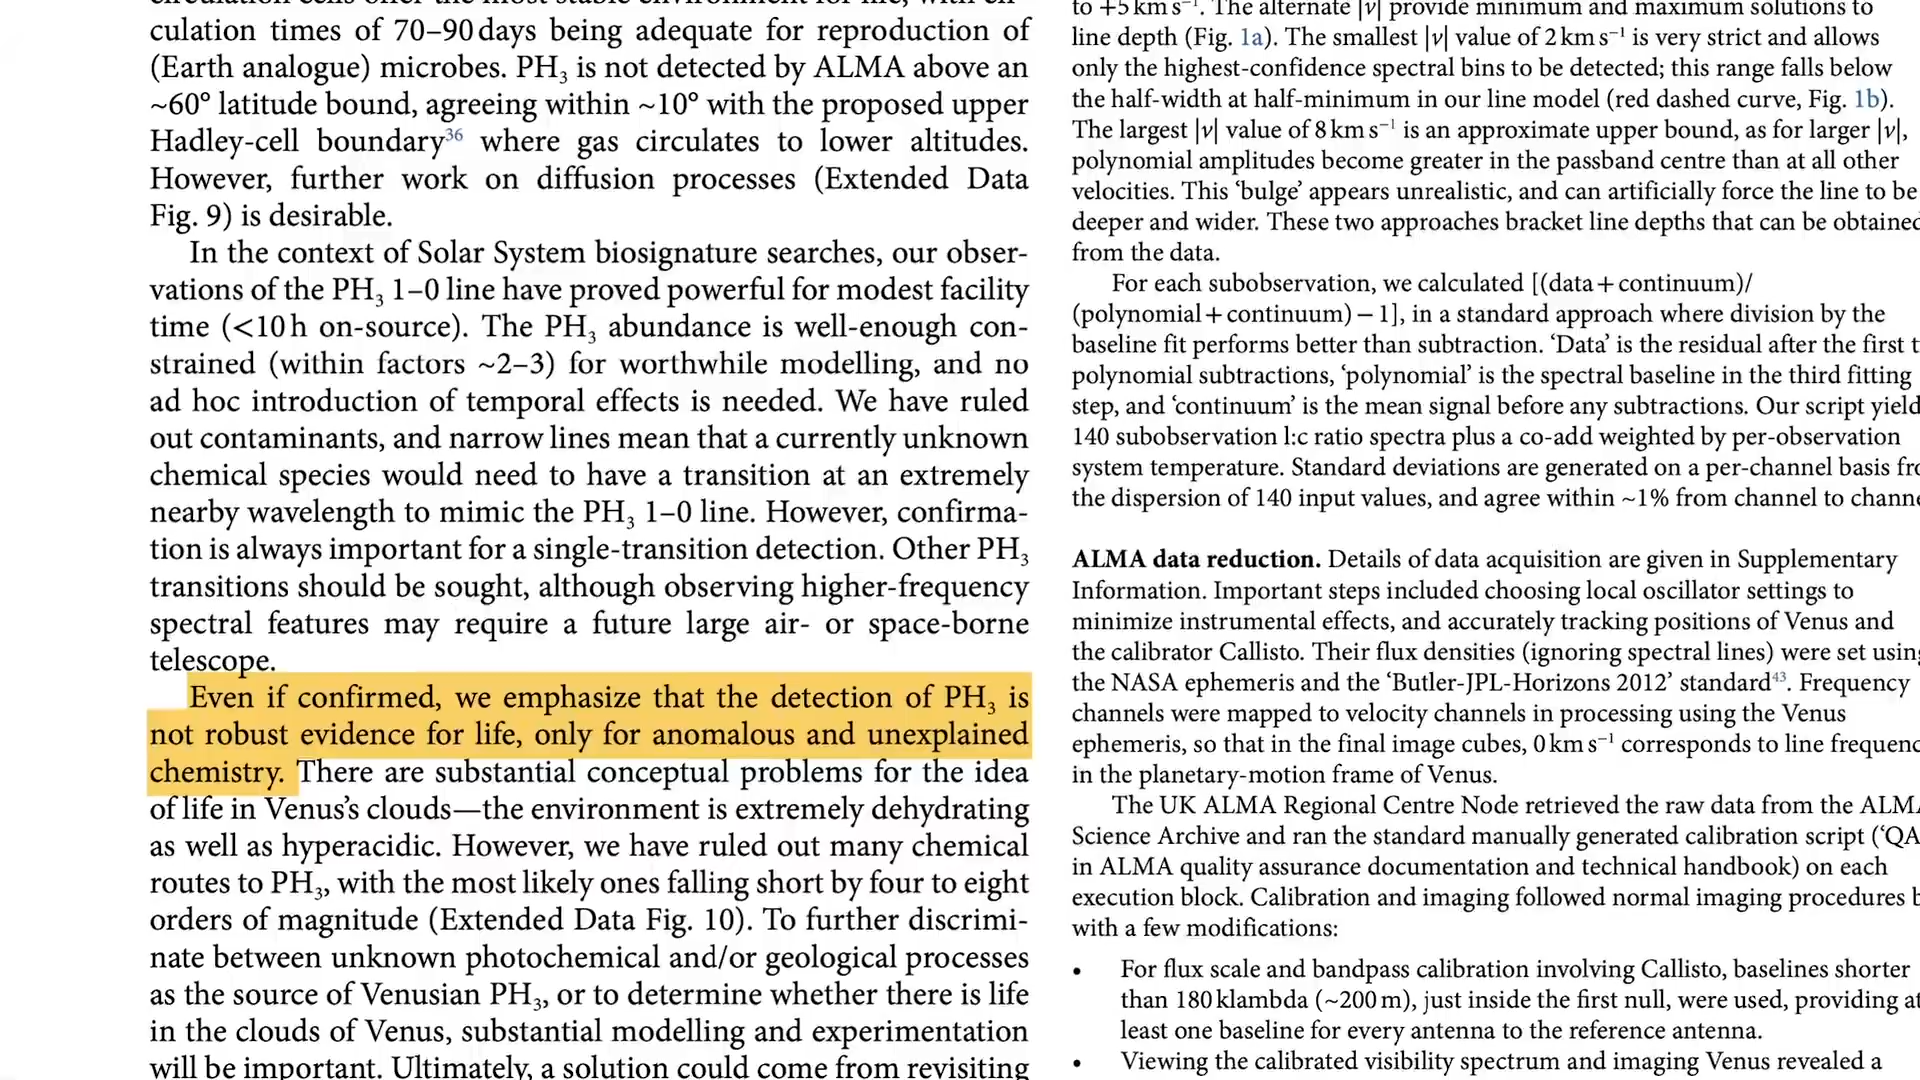 culation times of 70–90 days being adequate for reproduction of
(Earth analogue) microbes. PH₃ is not detected by ALMA above an
~60° latitude bound, agreeing within ~10° with the proposed upper
Hadley-cell boundary³⁶ where gas circulates to lower altitudes.
However, further work on diffusion processes (Extended Data
Fig. 9) is desirable.
In the context of Solar System biosignature searches, our obser-
vations of the PH₃ 1–0 line have proved powerful for modest facility
time (<10 h on-source). The PH₃ abundance is well-enough con-
strained (within factors ~2–3) for worthwhile modelling, and no
ad hoc introduction of temporal effects is needed. We have ruled
out contaminants, and narrow lines mean that a currently unknown
chemical species would need to have a transition at an extremely
nearby wavelength to mimic the PH₃ 1–0 line. However, confirma-
tion is always important for a single-transition detection. Other PH₃
transitions should be sought, although observing higher-frequency
spectral features may require a future large air- or space-borne
telescope.
Even if confirmed, we emphasize that the detection of PH₃ is
not robust evidence for life, only for anomalous and unexplained
chemistry. There are substantial conceptual problems for the idea
of life in Venus’s clouds—the environment is extremely dehydrating
as well as hyperacidic. However, we have ruled out many chemical
routes to PH₃, with the most likely ones falling short by four to eight
orders of magnitude (Extended Data Fig. 10). To further discrimi-
nate between unknown photochemical and/or geological processes
as the source of Venusian PH₃, or to determine whether there is life
in the clouds of Venus, substantial modelling and experimentation
will be important. Ultimately, a solution could come from revisiting
to +5 km s⁻¹. The alternate |v| provide minimum and maximum solutions to
line depth (Fig. 1a). The smallest |v| value of 2 km s⁻¹ is very strict and allows
only the highest-confidence spectral bins to be detected; this range falls below
the half-width at half-minimum in our line model (red dashed curve, Fig. 1b).
The largest |v| value of 8 km s⁻¹ is an approximate upper bound, as for larger |v|,
polynomial amplitudes become greater in the passband centre than at all other
velocities. This ‘bulge’ appears unrealistic, and can artificially force the line to be
deeper and wider. These two approaches bracket line depths that can be obtained
from the data.
For each subobservation, we calculated [(data + continuum)/
(polynomial + continuum) − 1], in a standard approach where division by the
baseline fit performs better than subtraction. ‘Data’ is the residual after the first t
polynomial subtractions, ‘polynomial’ is the spectral baseline in the third fitting
step, and ‘continuum’ is the mean signal before any subtractions. Our script yield
140 subobservation l:c ratio spectra plus a co-add weighted by per-observation
system temperature. Standard deviations are generated on a per-channel basis fro
the dispersion of 140 input values, and agree within ~1% from channel to channe
ALMA data reduction. Details of data acquisition are given in Supplementary
Information. Important steps included choosing local oscillator settings to
minimize instrumental effects, and accurately tracking positions of Venus and
the calibrator Callisto. Their flux densities (ignoring spectral lines) were set using
the NASA ephemeris and the ‘Butler-JPL-Horizons 2012’ standard⁴³. Frequency
channels were mapped to velocity channels in processing using the Venus
ephemeris, so that in the final image cubes, 0 km s⁻¹ corresponds to line frequenc
in the planetary-motion frame of Venus.
The UK ALMA Regional Centre Node retrieved the raw data from the ALMA
Science Archive and ran the standard manually generated calibration script (‘QA
in ALMA quality assurance documentation and technical handbook) on each
execution block. Calibration and imaging followed normal imaging procedures b
with a few modifications:
• For flux scale and bandpass calibration involving Callisto, baselines shorter
than 180 klambda (~200 m), just inside the first null, were used, providing at
least one baseline for every antenna to the reference antenna.
• Viewing the calibrated visibility spectrum and imaging Venus revealed a